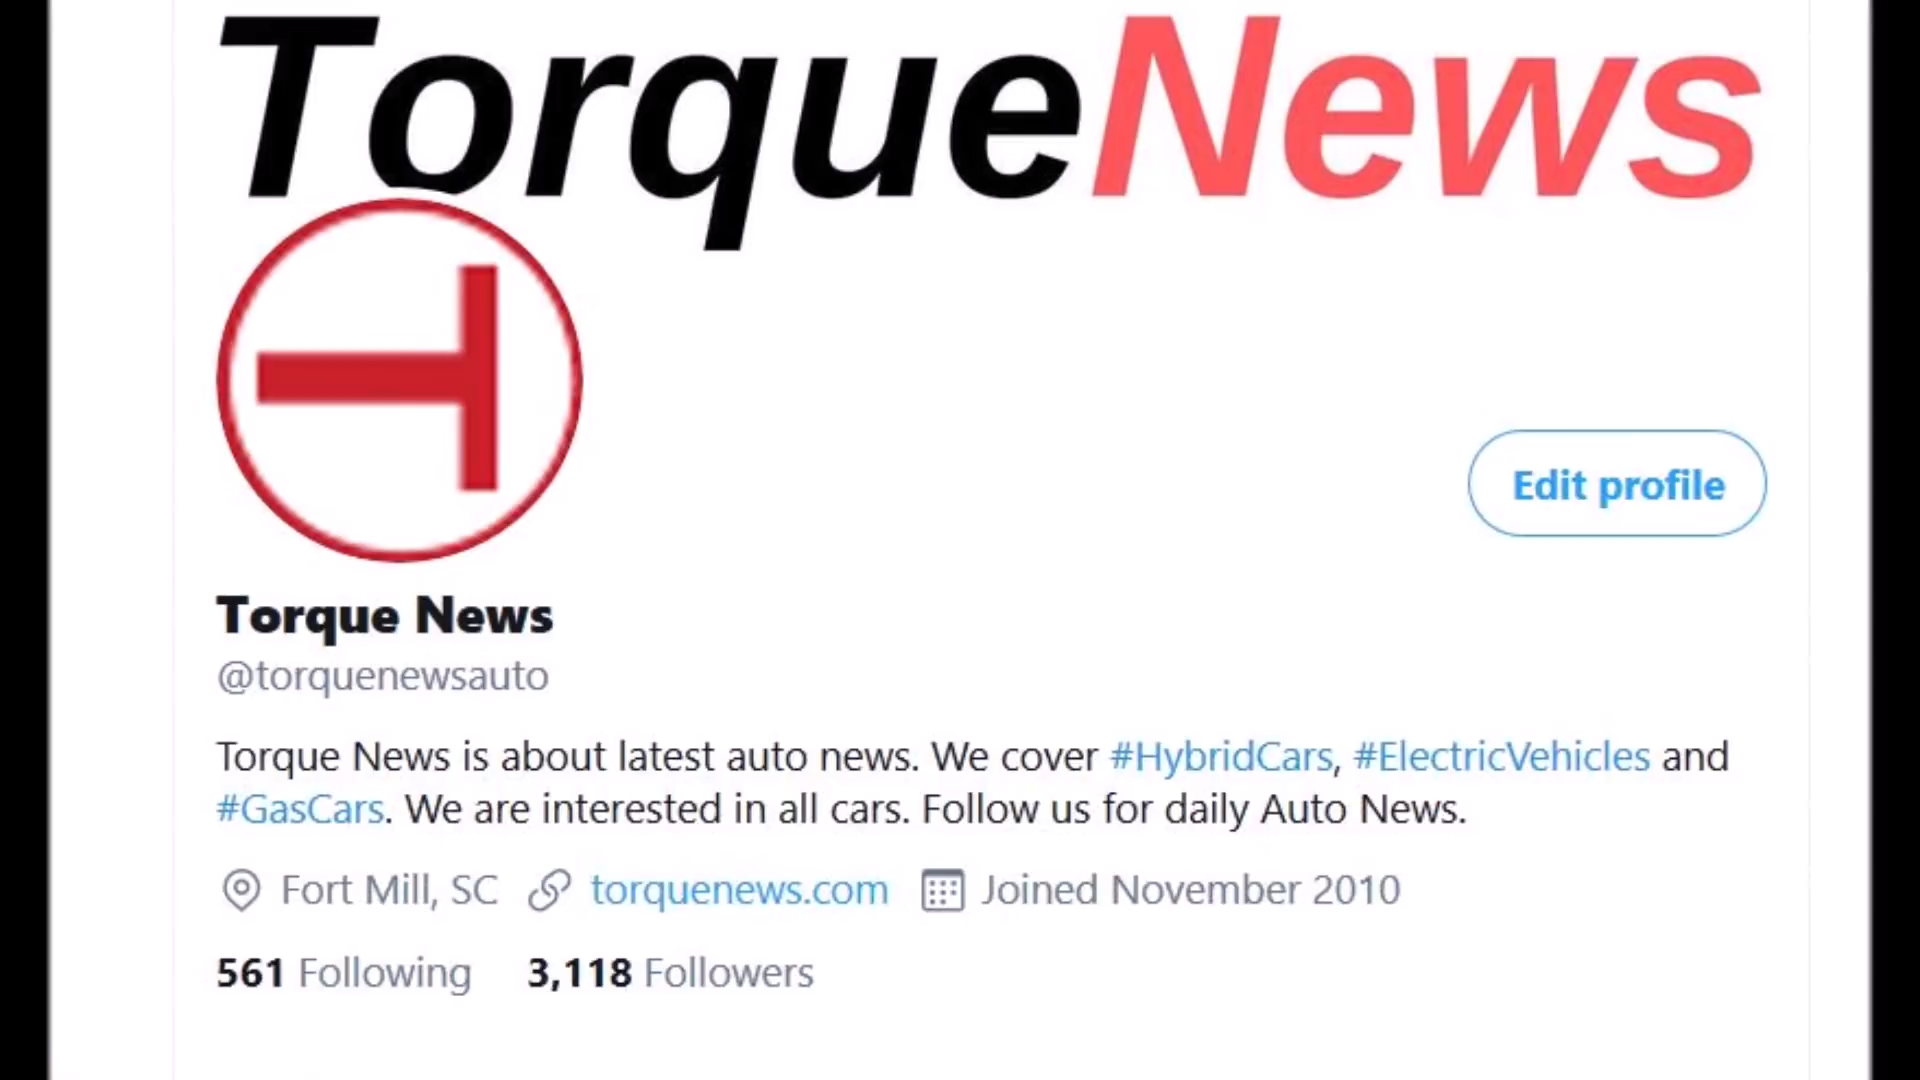 TorqueNews
T
Edit profile
Torque News
@torquenewsauto
Torque News is about latest auto news. We cover #HybridCars, #ElectricVehicles and
#GasCars. We are interested in all cars. Follow us for daily Auto News.
Fort Mill, SC torquenews.com Joined November 2010
561 Following 3,118 Followers